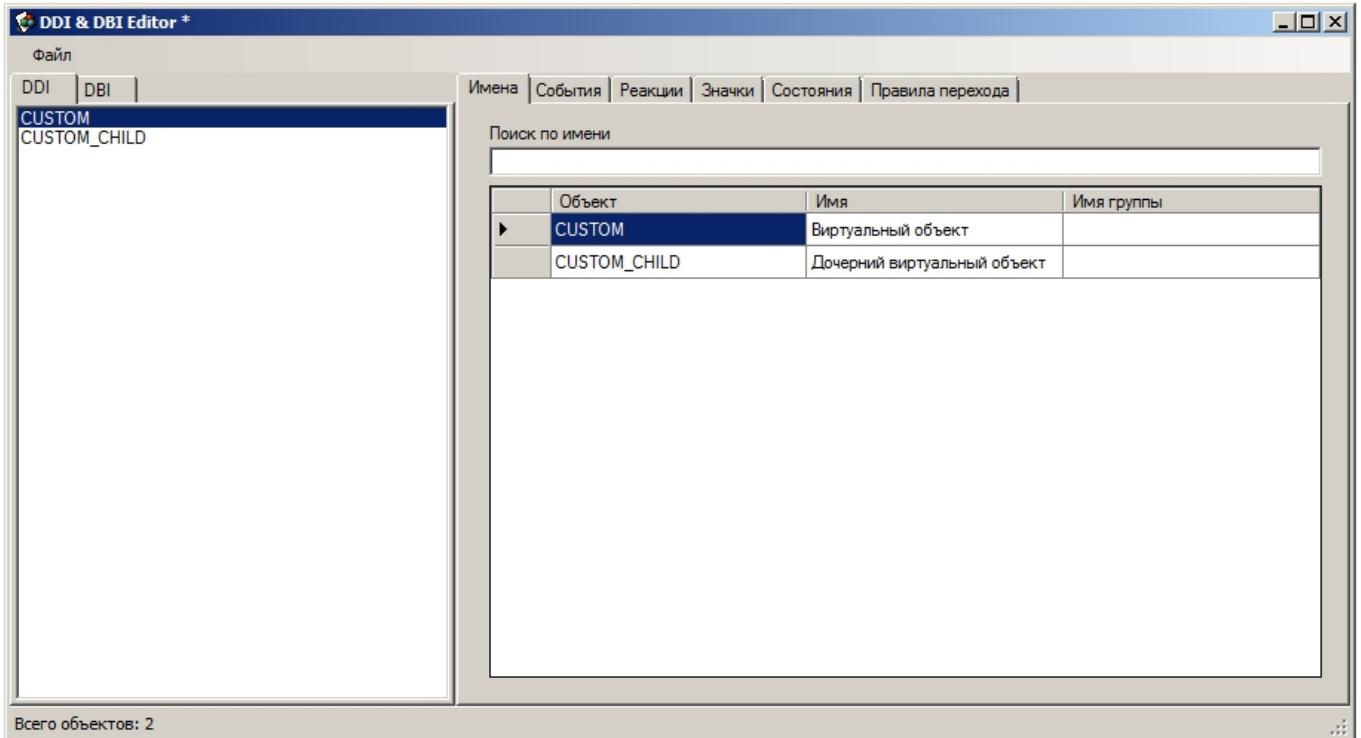 DDI & DBI Editor *
Файл
DDI DBI
CUSTOM
CUSTOM_CHILD
Имена События Реакции Значки Состояния Правила перехода
Поиск по имени
Объект Имя Имя группы
CUSTOM Виртуальный объект
CUSTOM_CHILD Дочерний виртуальный объект
Всего объектов: 2